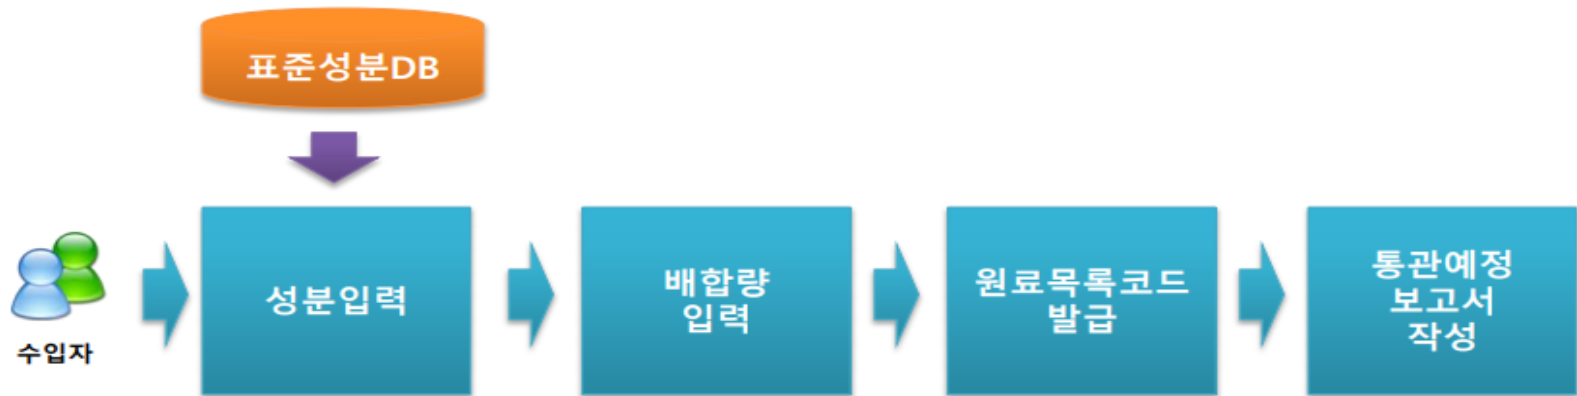 표준성분DB
수입자
성분입력
배합량
입력
원료목록코드
발급
통관예정
보고서
작성